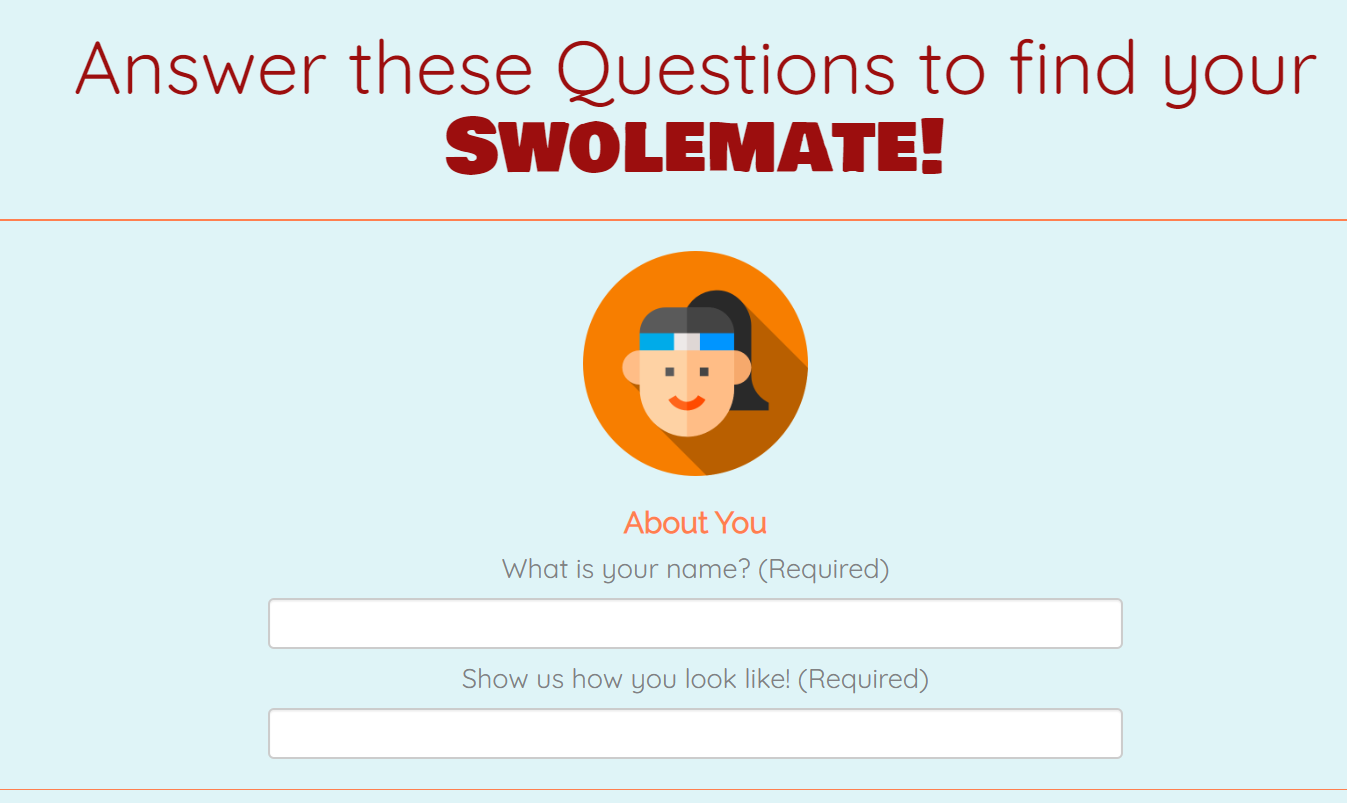 Answer these Questions to find your
Swolemate!
About You
What is your name? (Required)
Show us how you look like! (Required)